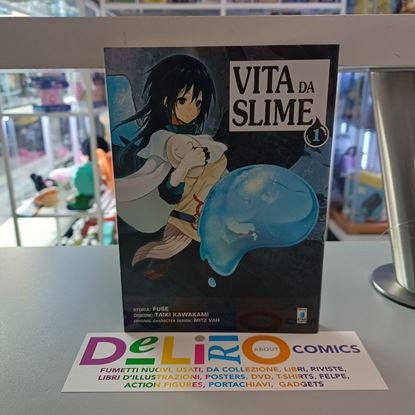 VITA DA
SLIME
1
STORIA: FUSE
DISEGNI: TAIKI KAWAKAMI
ORIGINAL CHARACTER DESIGN: MITZ VAH
DeLiRiO ABOUT COMICS
FUMETTI NUOVI, USATI, DA COLLEZIONE, LIBRI, RIVISTE,
LIBRI D'ILLUSTRAZIONI, POSTERS, DVD, T-SHIRTS, FELPE,
ACTION FIGURES, PORTACHIAVI, GADGETS